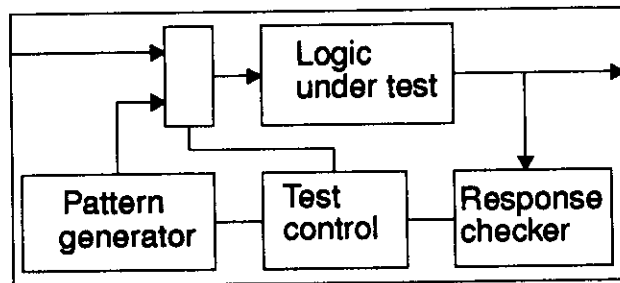 Logic
under test
Pattern
generator
Test
control
Response
checker